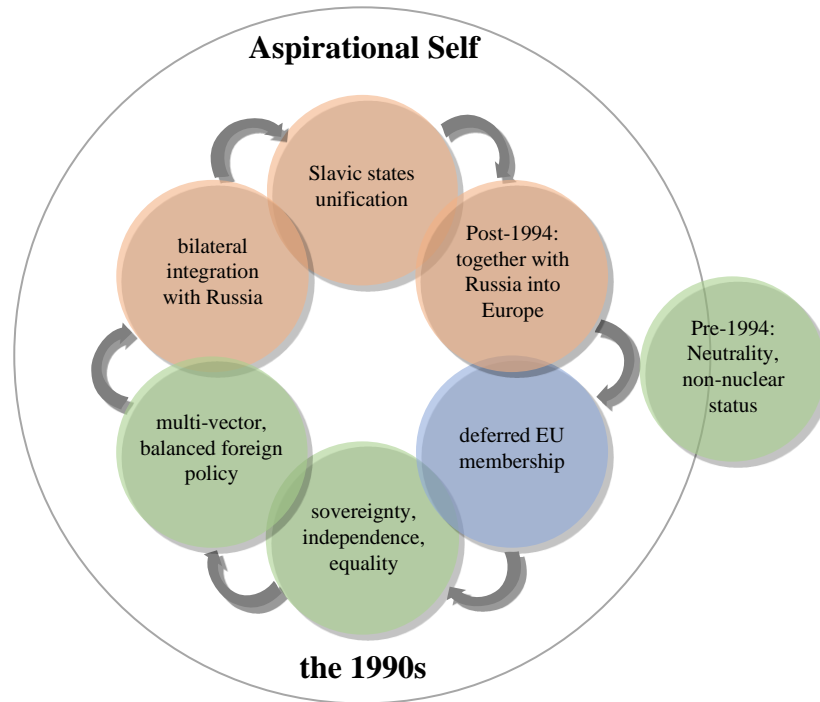 Aspirational Self
Slavic states
unification
Post-1994:
together with
Russia into
Europe
Pre-1994:
Neutrality,
non-nuclear
status
deferred EU
membership
sovereignty,
independence,
equality
multi-vector,
balanced foreign
policy
bilateral
integration
with Russia
the 1990s